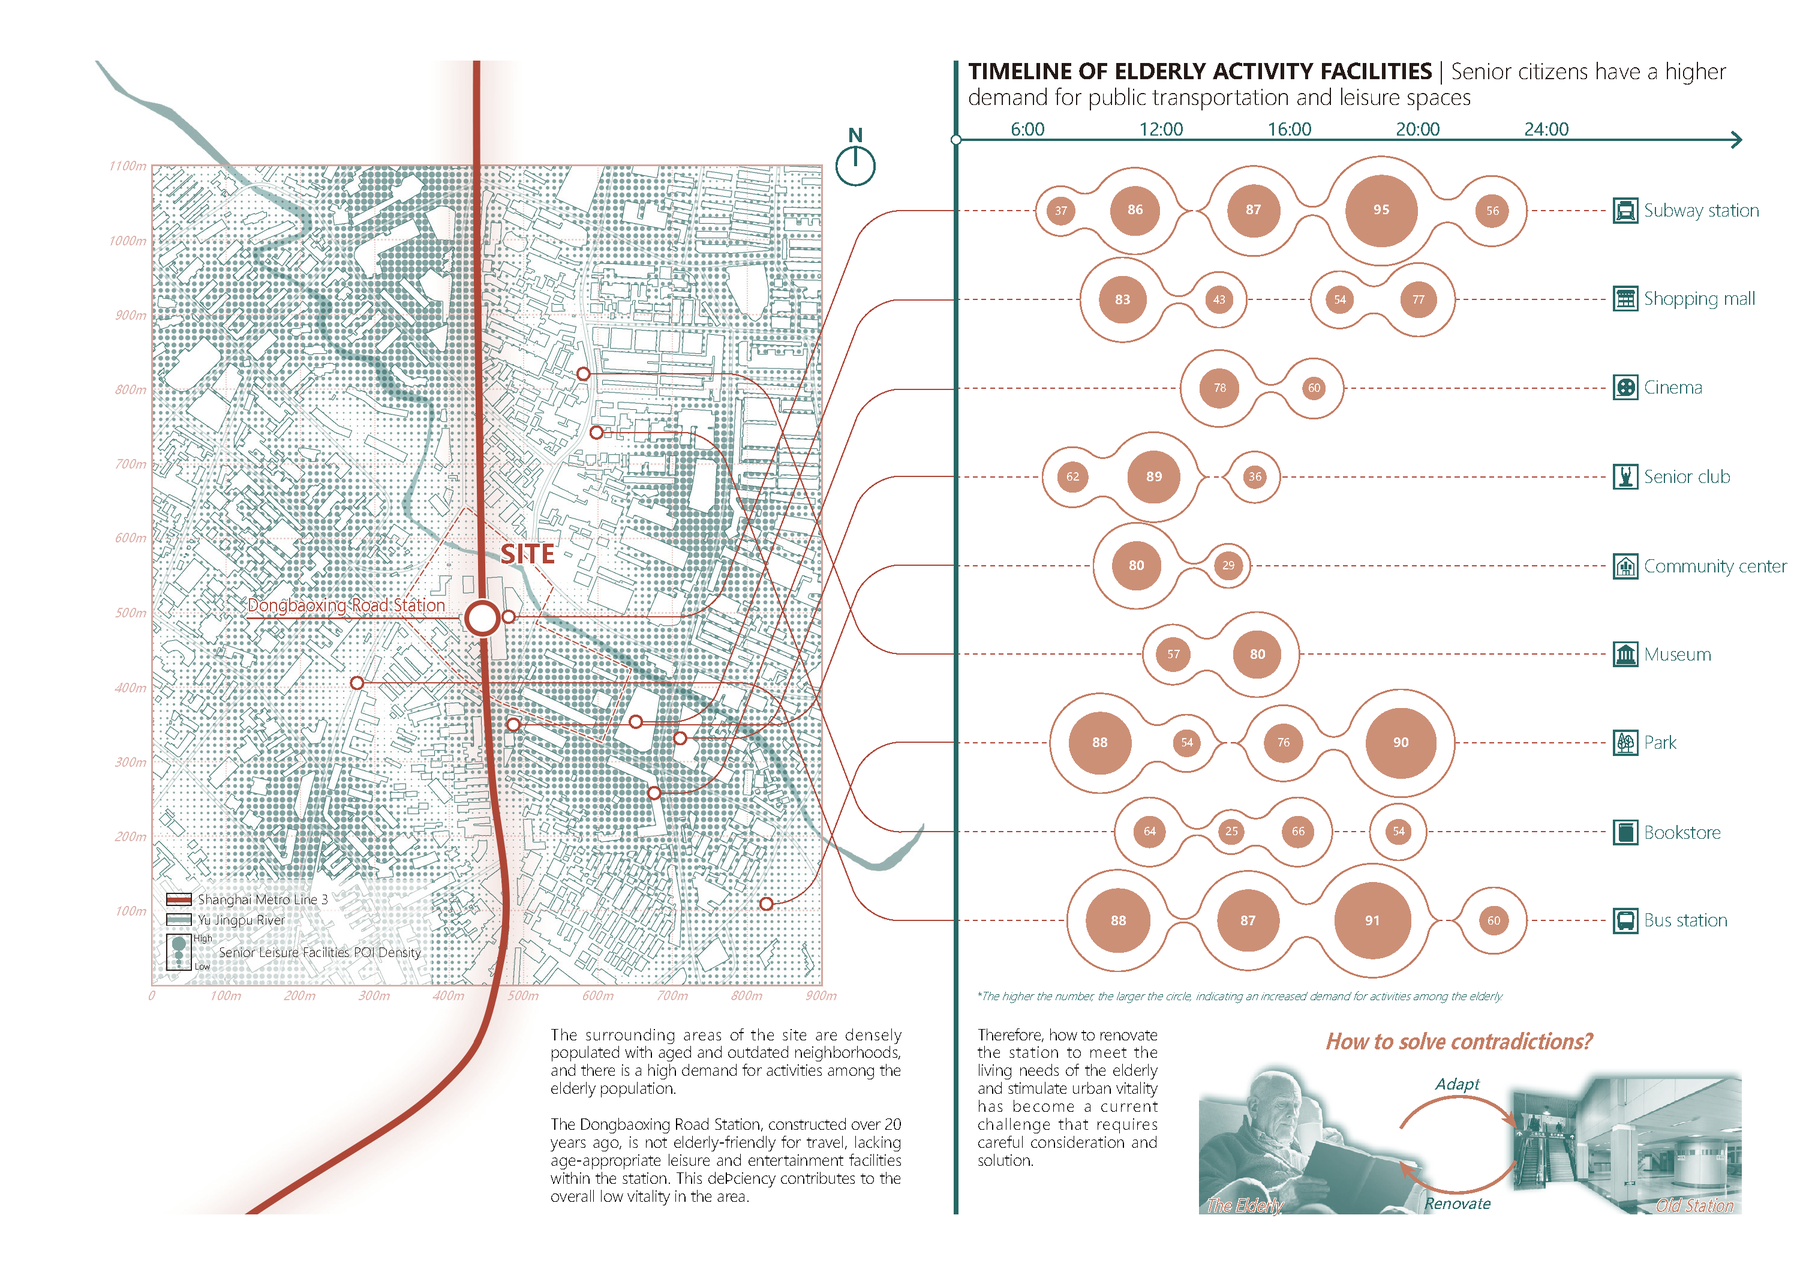 TIMELINE OF ELDERLY ACTIVITY FACILITIES | Senior citizens have a higher
demand for public transportation and leisure spaces
6:00 12:00 16:00 20:00 24:00
N
1100m
1000m
900m
800m
700m
600m
500m
400m
300m
200m
100m
0 100m 200m 300m 400m 500m 600m 700m 800m 900m
SITE
Dongbaoxing Road Station
Shanghai Metro Line 3
Yu Jingpu River
High
Senior Leisure Facilities POI Density
Low
37 86 87 95 56 Subway station
83 43 54 77 Shopping mall
78 60 Cinema
62 89 36 Senior club
80 29 Community center
57 80 Museum
88 54 76 90 Park
64 25 66 54 Bookstore
88 87 91 60 Bus station
*The higher the number, the larger the circle, indicating an increased demand for activities among the elderly
The surrounding areas of the site are densely
populated with aged and outdated neighborhoods,
and there is a high demand for activities among the
elderly population.
The Dongbaoxing Road Station, constructed over 20
years ago, is not elderly-friendly for travel, lacking
age-appropriate leisure and entertainment facilities
within the station. This deÞciency contributes to the
overall low vitality in the area.
Therefore, how to renovate
the station to meet the
living needs of the elderly
and stimulate urban vitality
has become a current
challenge that requires
careful consideration and
solution.
How to solve contradictions?
Adapt
Renovate
The Elderly
Old Station